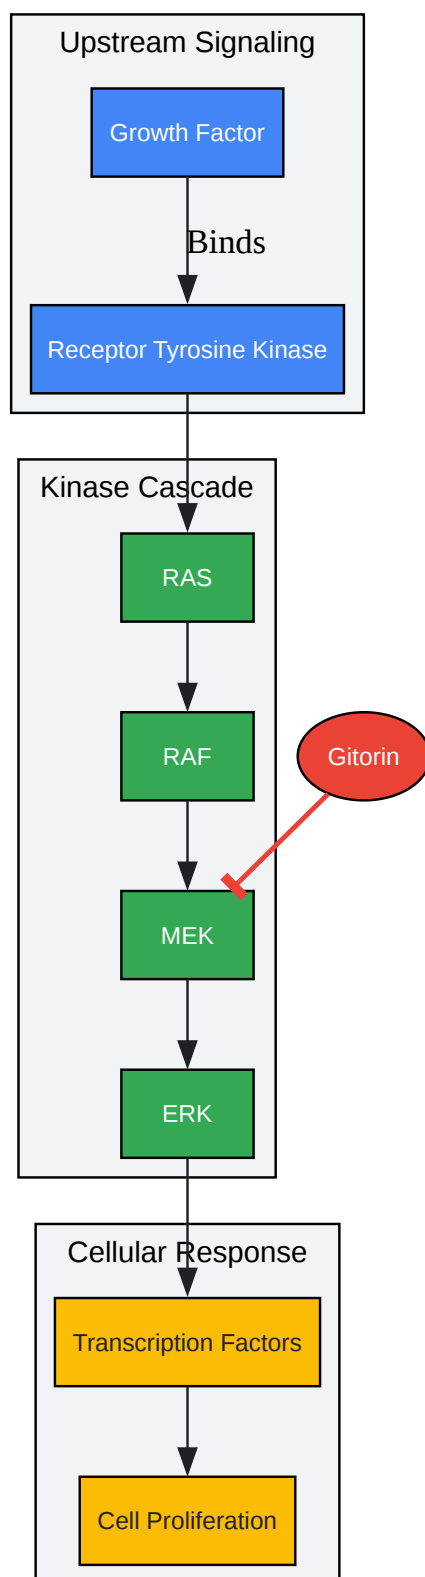 Upstream Signaling
Growth Factor
Binds
Receptor Tyrosine Kinase
Kinase Cascade
RAS
RAF
Gitorin
MEK
ERK
Cellular Response
Transcription Factors
Cell Proliferation